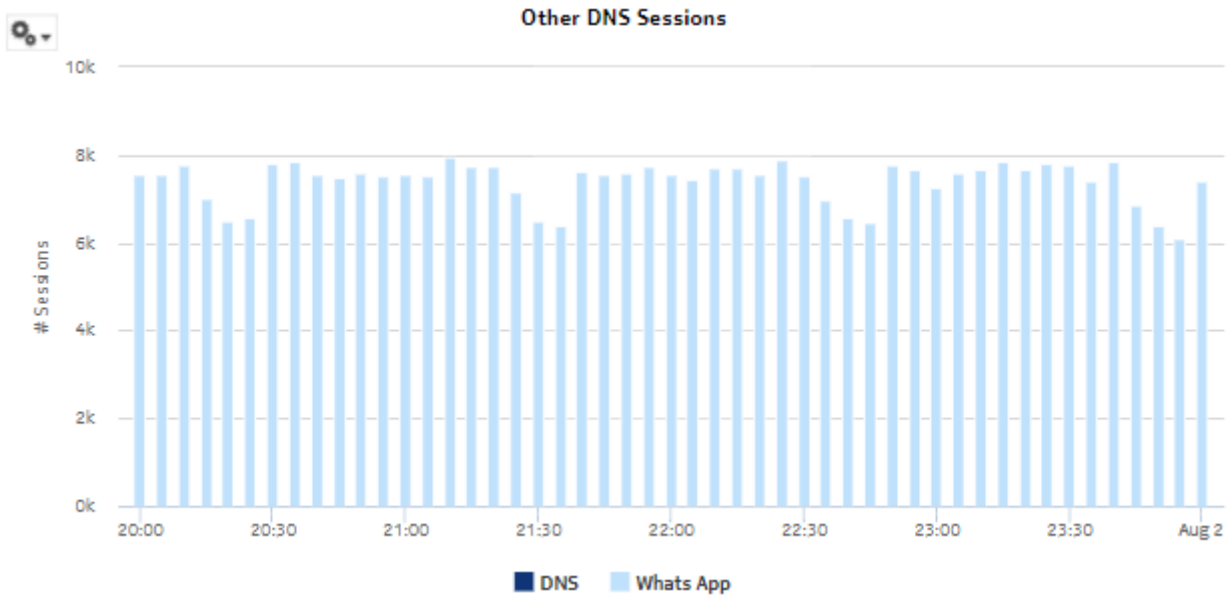 Other DNS Sessions
10k
8k
6k
4k
2k
0k
# Sessions
20:00 20:30 21:00 21:30 22:00 22:30 23:00 23:30 Aug 2
DNS Whats App